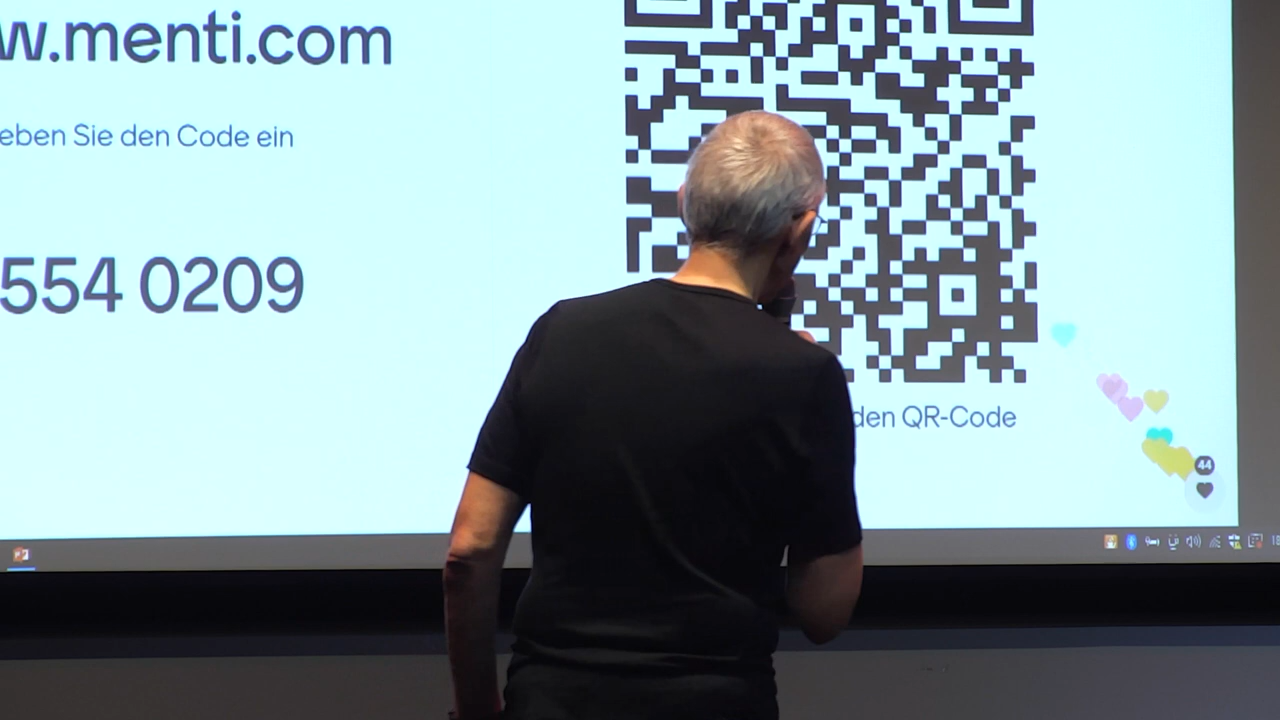 w.menti.com
eben Sie den Code ein
554 0209
den QR-Code
44